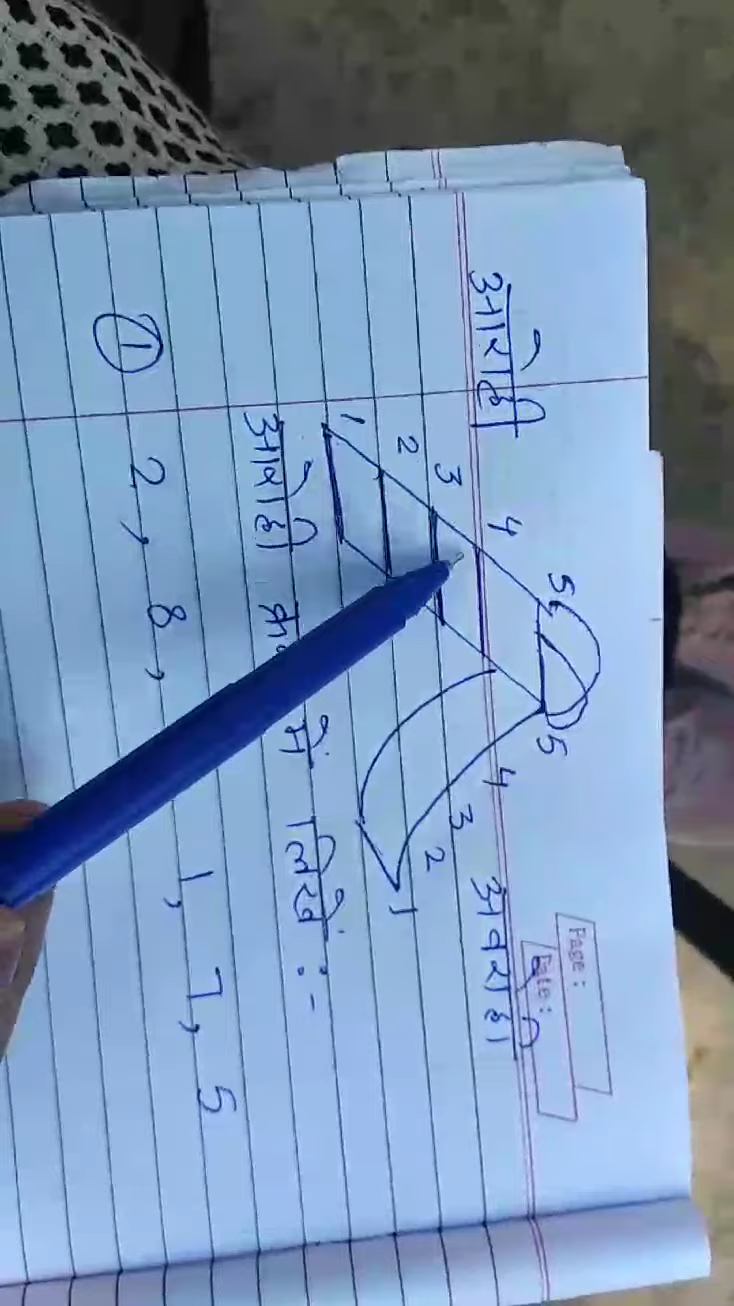 Page:
Date:
आरोही
अवरोही
5 5
4 4
3 3
2 2
1 1
आरोही में लिखें :-
① 2, 8, 1, 7, 5